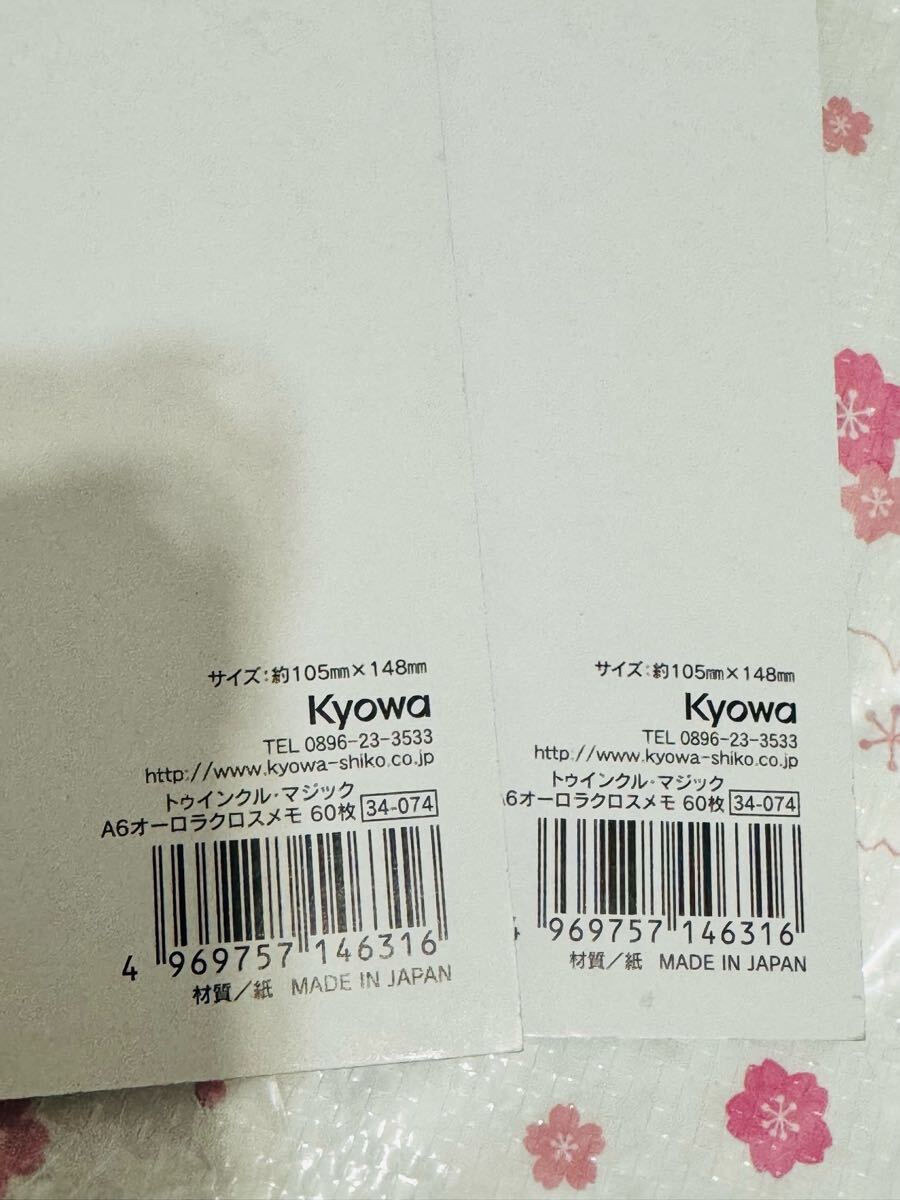 サイズ:約105㎜×148㎜
Kyowa
TEL 0896-23-3533
http://www.kyowa-shiko.co.jp
トゥインクル・マジック
A6オーロラクロスメモ 60枚 34-074
4 969757 146316
材質/紙 MADE IN JAPAN
サイズ:約105㎜×148㎜
Kyowa
TEL 0896-23-3533
http://www.kyowa-shiko.co.jp
トゥインクル・マジック
6オーロラクロスメモ 60枚 34-074
969757 146316
材質/紙 MADE IN JAPAN